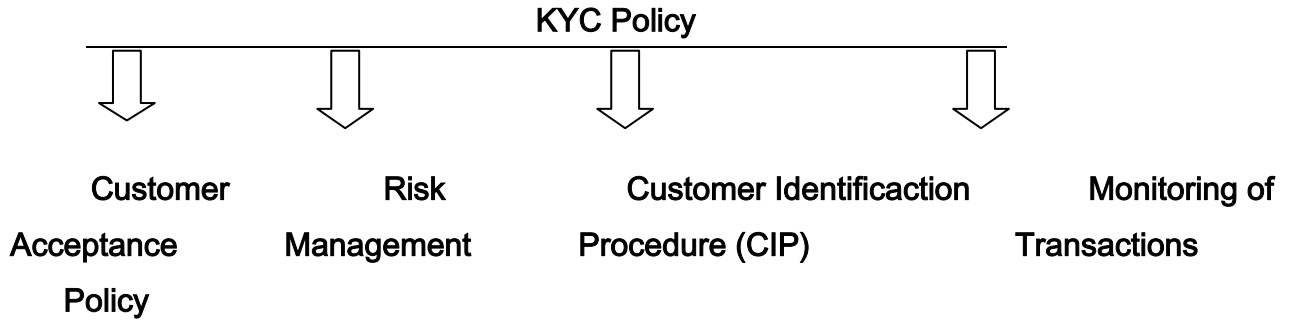 KYC Policy
Customer Risk Customer Identificaction Monitoring of
Acceptance Management Procedure (CIP) Transactions
Policy